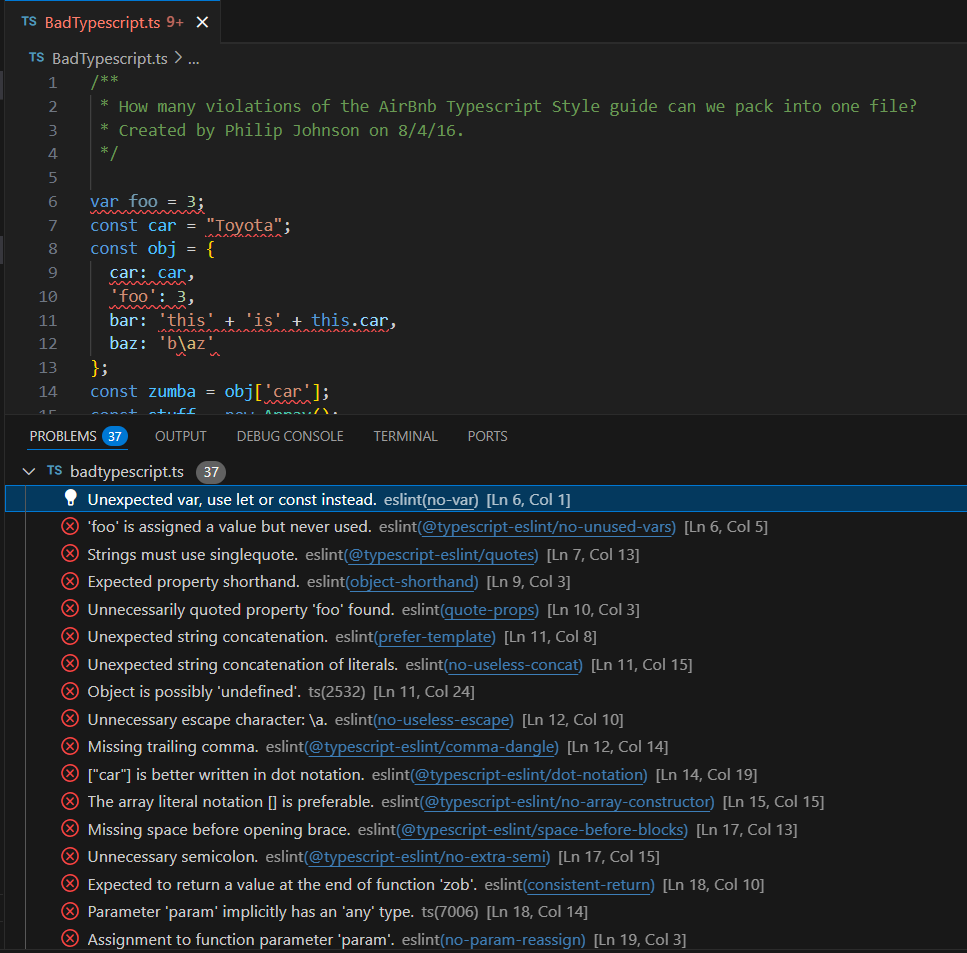 TS BadTypescript.ts 9+ ×
TS BadTypescript.ts > ...
1 /**
2 * How many violations of the AirBnb Typescript Style guide can we pack into one file?
3 * Created by Philip Johnson on 8/4/16.
4 */
5
6 var foo = 3;
7 const car = "Toyota";
8 const obj = {
9 car: car,
10 'foo': 3,
11 bar: 'this' + 'is' + this.car,
12 baz: 'b\az'
13 };
14 const zumba = obj['car'];
15 const stuff = new Array();
PROBLEMS 37 OUTPUT DEBUG CONSOLE TERMINAL PORTS
TS badtypescript.ts 37
Unexpected var, use let or const instead. eslint(no-var) [Ln 6, Col 1]
'foo' is assigned a value but never used. eslint(@typescript-eslint/no-unused-vars) [Ln 6, Col 5]
Strings must use singlequote. eslint(@typescript-eslint/quotes) [Ln 7, Col 13]
Expected property shorthand. eslint(object-shorthand) [Ln 9, Col 3]
Unnecessarily quoted property 'foo' found. eslint(quote-props) [Ln 10, Col 3]
Unexpected string concatenation. eslint(prefer-template) [Ln 11, Col 8]
Unexpected string concatenation of literals. eslint(no-useless-concat) [Ln 11, Col 15]
Object is possibly 'undefined'. ts(2532) [Ln 11, Col 24]
Unnecessary escape character: \a. eslint(no-useless-escape) [Ln 12, Col 10]
Missing trailing comma. eslint(@typescript-eslint/comma-dangle) [Ln 12, Col 14]
["car"] is better written in dot notation. eslint(@typescript-eslint/dot-notation) [Ln 14, Col 19]
The array literal notation [] is preferable. eslint(@typescript-eslint/no-array-constructor) [Ln 15, Col 15]
Missing space before opening brace. eslint(@typescript-eslint/space-before-blocks) [Ln 17, Col 13]
Unnecessary semicolon. eslint(@typescript-eslint/no-extra-semi) [Ln 17, Col 15]
Expected to return a value at the end of function 'zob'. eslint(consistent-return) [Ln 18, Col 10]
Parameter 'param' implicitly has an 'any' type. ts(7006) [Ln 18, Col 14]
Assignment to function parameter 'param'. eslint(no-param-reassign) [Ln 19, Col 3]